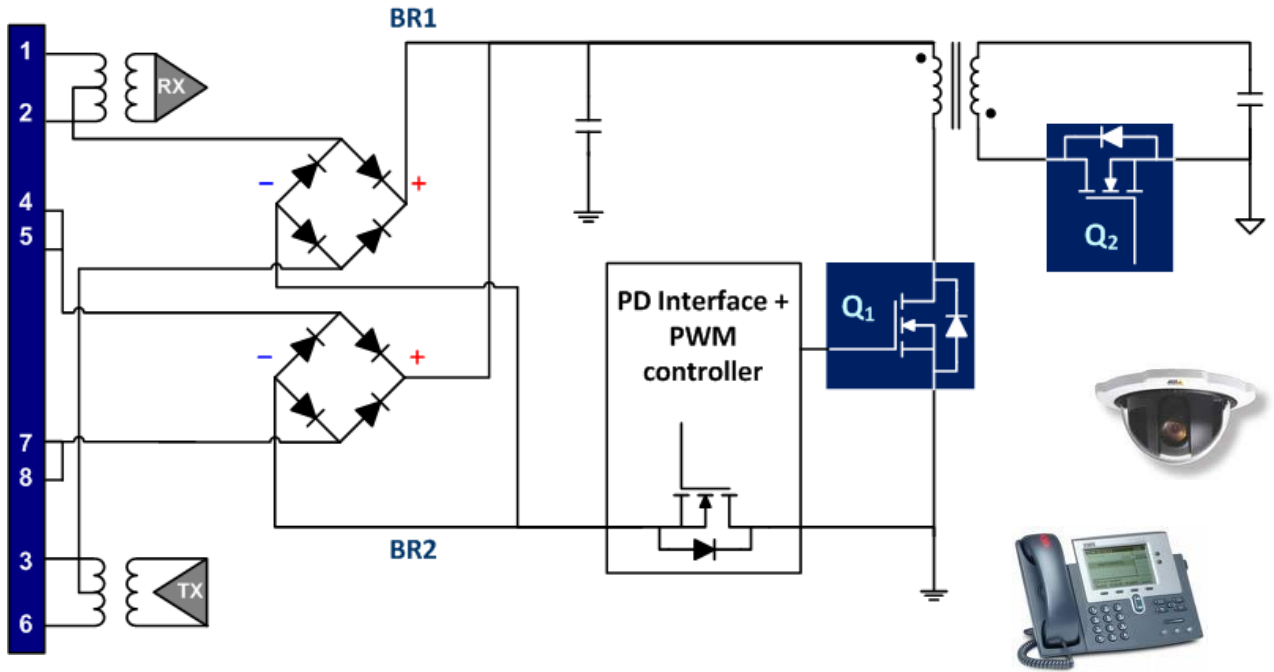 BR1
1
RX
2
4
5
–
+
Q2
PD Interface +
PWM
controller
Q1
–
+
7
8
BR2
3
TX
6